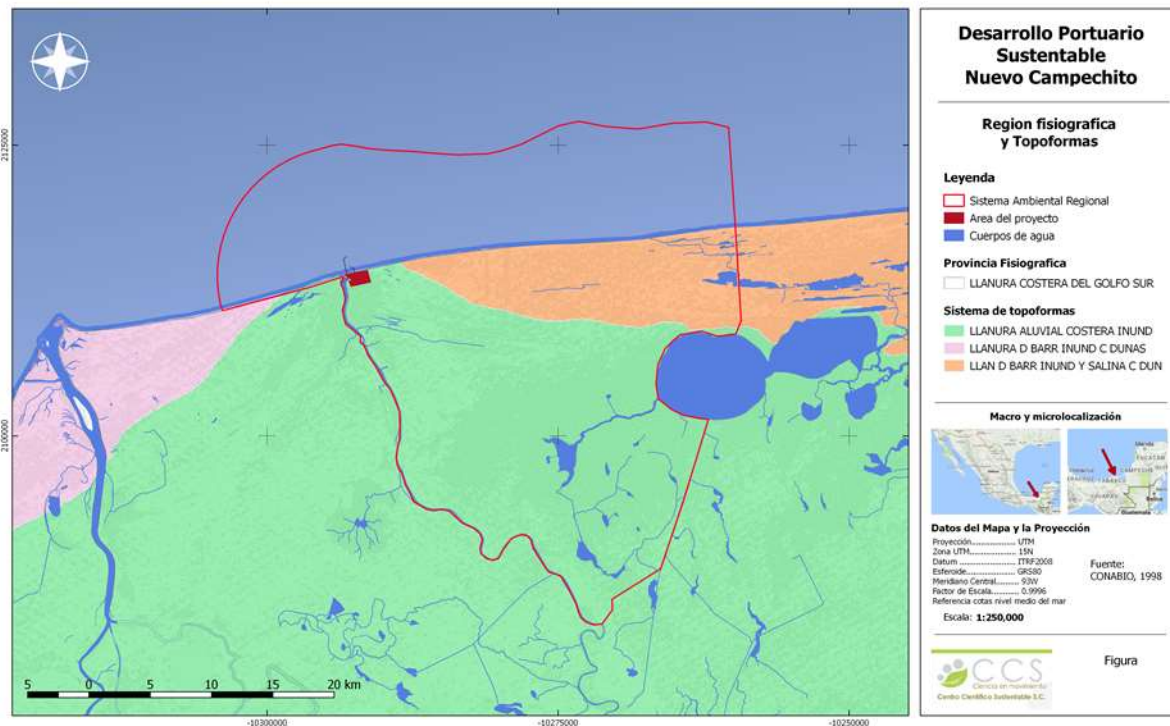 2125000
2100000
5 0 5 10 15 20 km
-10300000
-10275000
-10250000
Desarrollo Portuario
Sustentable
Nuevo Campechito
Region fisiografica
y Topoformas
Leyenda
Sistema Ambiental Regional
Area del proyecto
Cuerpos de agua
Provincia Fisiografica
LLANURA COSTERA DEL GOLFO SUR
Sistema de topoformas
LLANURA ALUVIAL COSTERA INUND
LLANURA D BARR INUND C DUNAS
LLAN D BARR INUND Y SALINA C DUN
Macro y microlocalización
Datos del Mapa y la Proyección
Proyección................ UTM
Zona UTM................ 15N
Datum ................... ITRF2008
Esferoide................. GRS80
Meridiano Central........ 93W
Factor de Escala.......... 0.9996
Referencia cotas nivel medio del mar
Escala: 1:250,000
Fuente:
CONABIO, 1998
CCS
Ciencia en movimiento
Centro Científico Sustentable S.C.
Figura